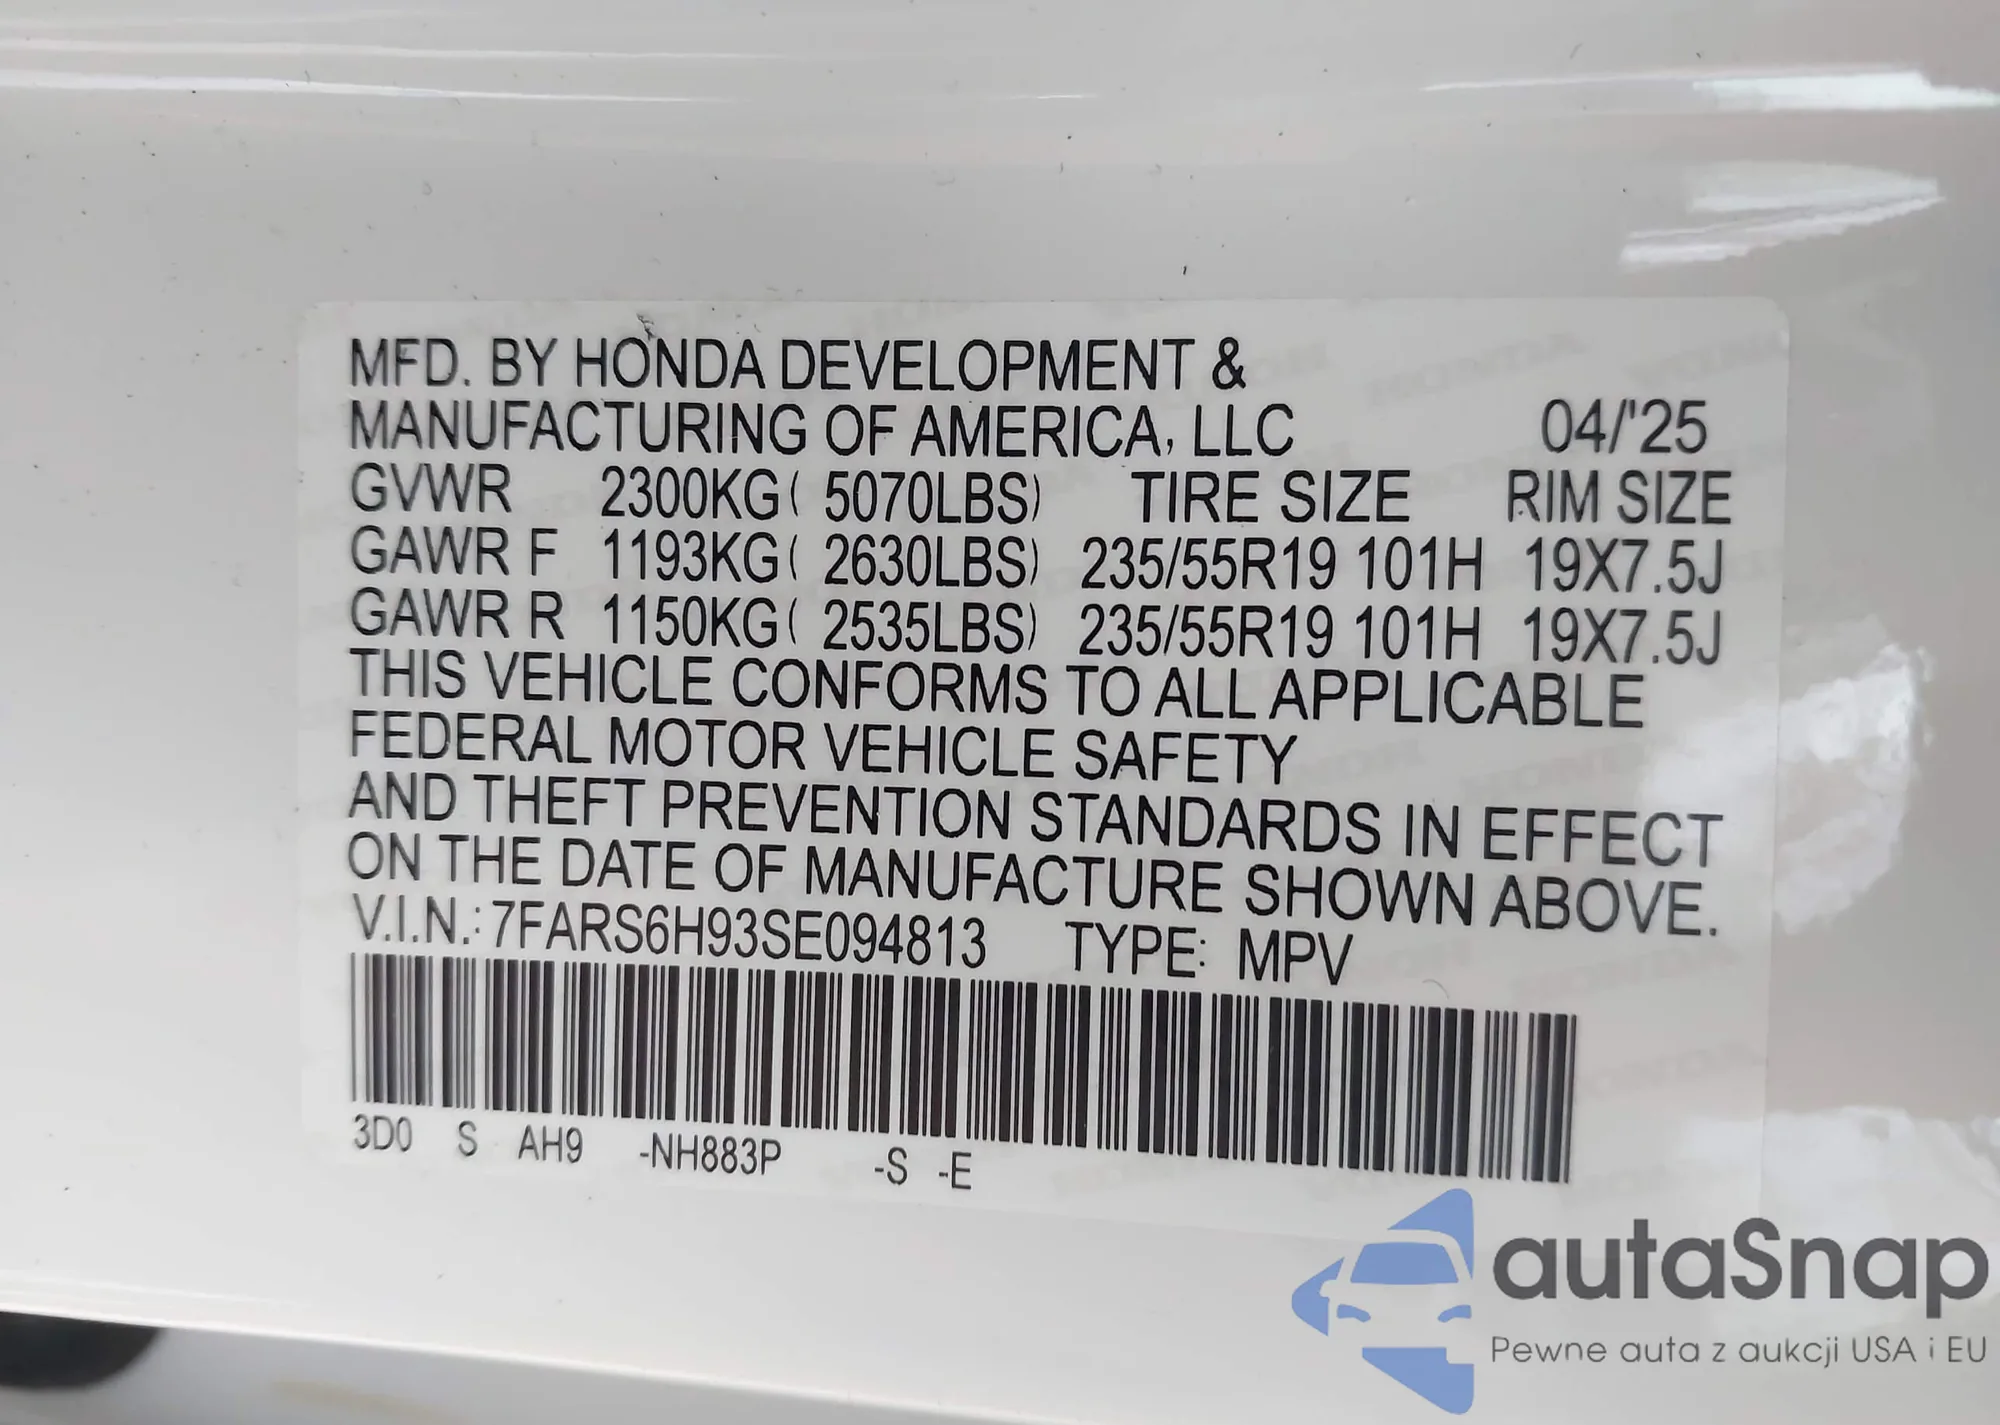 MFD. BY HONDA DEVELOPMENT &
MANUFACTURING OF AMERICA, LLC 04/'25
GVWR 2300KG( 5070LBS) TIRE SIZE RIM SIZE
GAWR F 1193KG( 2630LBS) 235/55R19 101H 19X7.5J
GAWR R 1150KG( 2535LBS) 235/55R19 101H 19X7.5J
THIS VEHICLE CONFORMS TO ALL APPLICABLE
FEDERAL MOTOR VEHICLE SAFETY
AND THEFT PREVENTION STANDARDS IN EFFECT
ON THE DATE OF MANUFACTURE SHOWN ABOVE.
V.I.N.: 7FARS6H93SE094813 TYPE: MPV
3D0 S AH9 -NH883P -S -E
autaSnap
Pewne auta z aukcji USA i EU